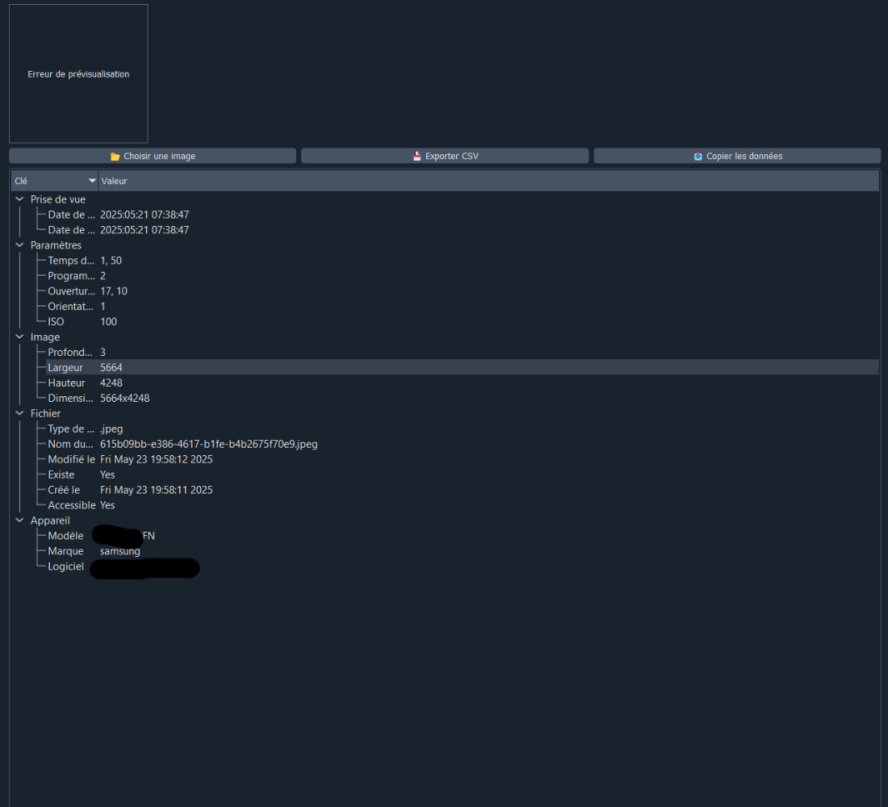 Erreur de prévisualisation
Choisir une image
Exporter CSV
Copier les données
Clé Valeur
Prise de vue
Date de ... 2025:05:21 07:38:47
Date de ... 2025:05:21 07:38:47
Paramètres
Temps d... 1, 50
Program... 2
Ouvertur... 17, 10
Orientat... 1
ISO 100
Image
Profond... 3
Largeur 5664
Hauteur 4248
Dimensi... 5664x4248
Fichier
Type de ... .jpeg
Nom du... 615b09bb-e386-4617-b1fe-b4b2675f70e9.jpeg
Modifié le Fri May 23 19:58:12 2025
Existe Yes
Créé le Fri May 23 19:58:11 2025
Accessible Yes
Appareil
Modèle FN
Marque samsung
Logiciel